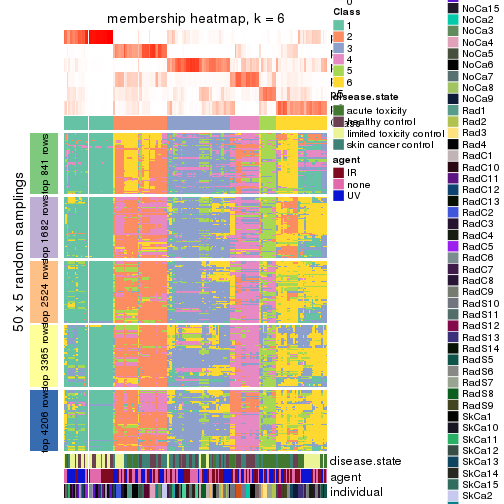 membership heatmap, k = 6
50 x 5 random samplings
top 841 rows
top 1682 rows
top 2524 rows
top 3365 rows
top 4206 rows
disease.state
agent
individual
Class
1
2
3
4
5
6
disease.state
acute toxicity
healthy control
limited toxicity control
skin cancer control
agent
IR
none
UV
NoCa15
NoCa2
NoCa3
NoCa4
NoCa5
NoCa6
NoCa7
NoCa8
NoCa9
Rad1
Rad2
Rad3
Rad4
RadC1
RadC10
RadC11
RadC12
RadC13
RadC2
RadC3
RadC4
RadC5
RadC6
RadC7
RadC8
RadC9
RadS10
RadS11
RadS12
RadS13
RadS14
RadS5
RadS6
RadS7
RadS8
RadS9
SkCa1
SkCa10
SkCa11
SkCa12
SkCa13
SkCa14
SkCa15